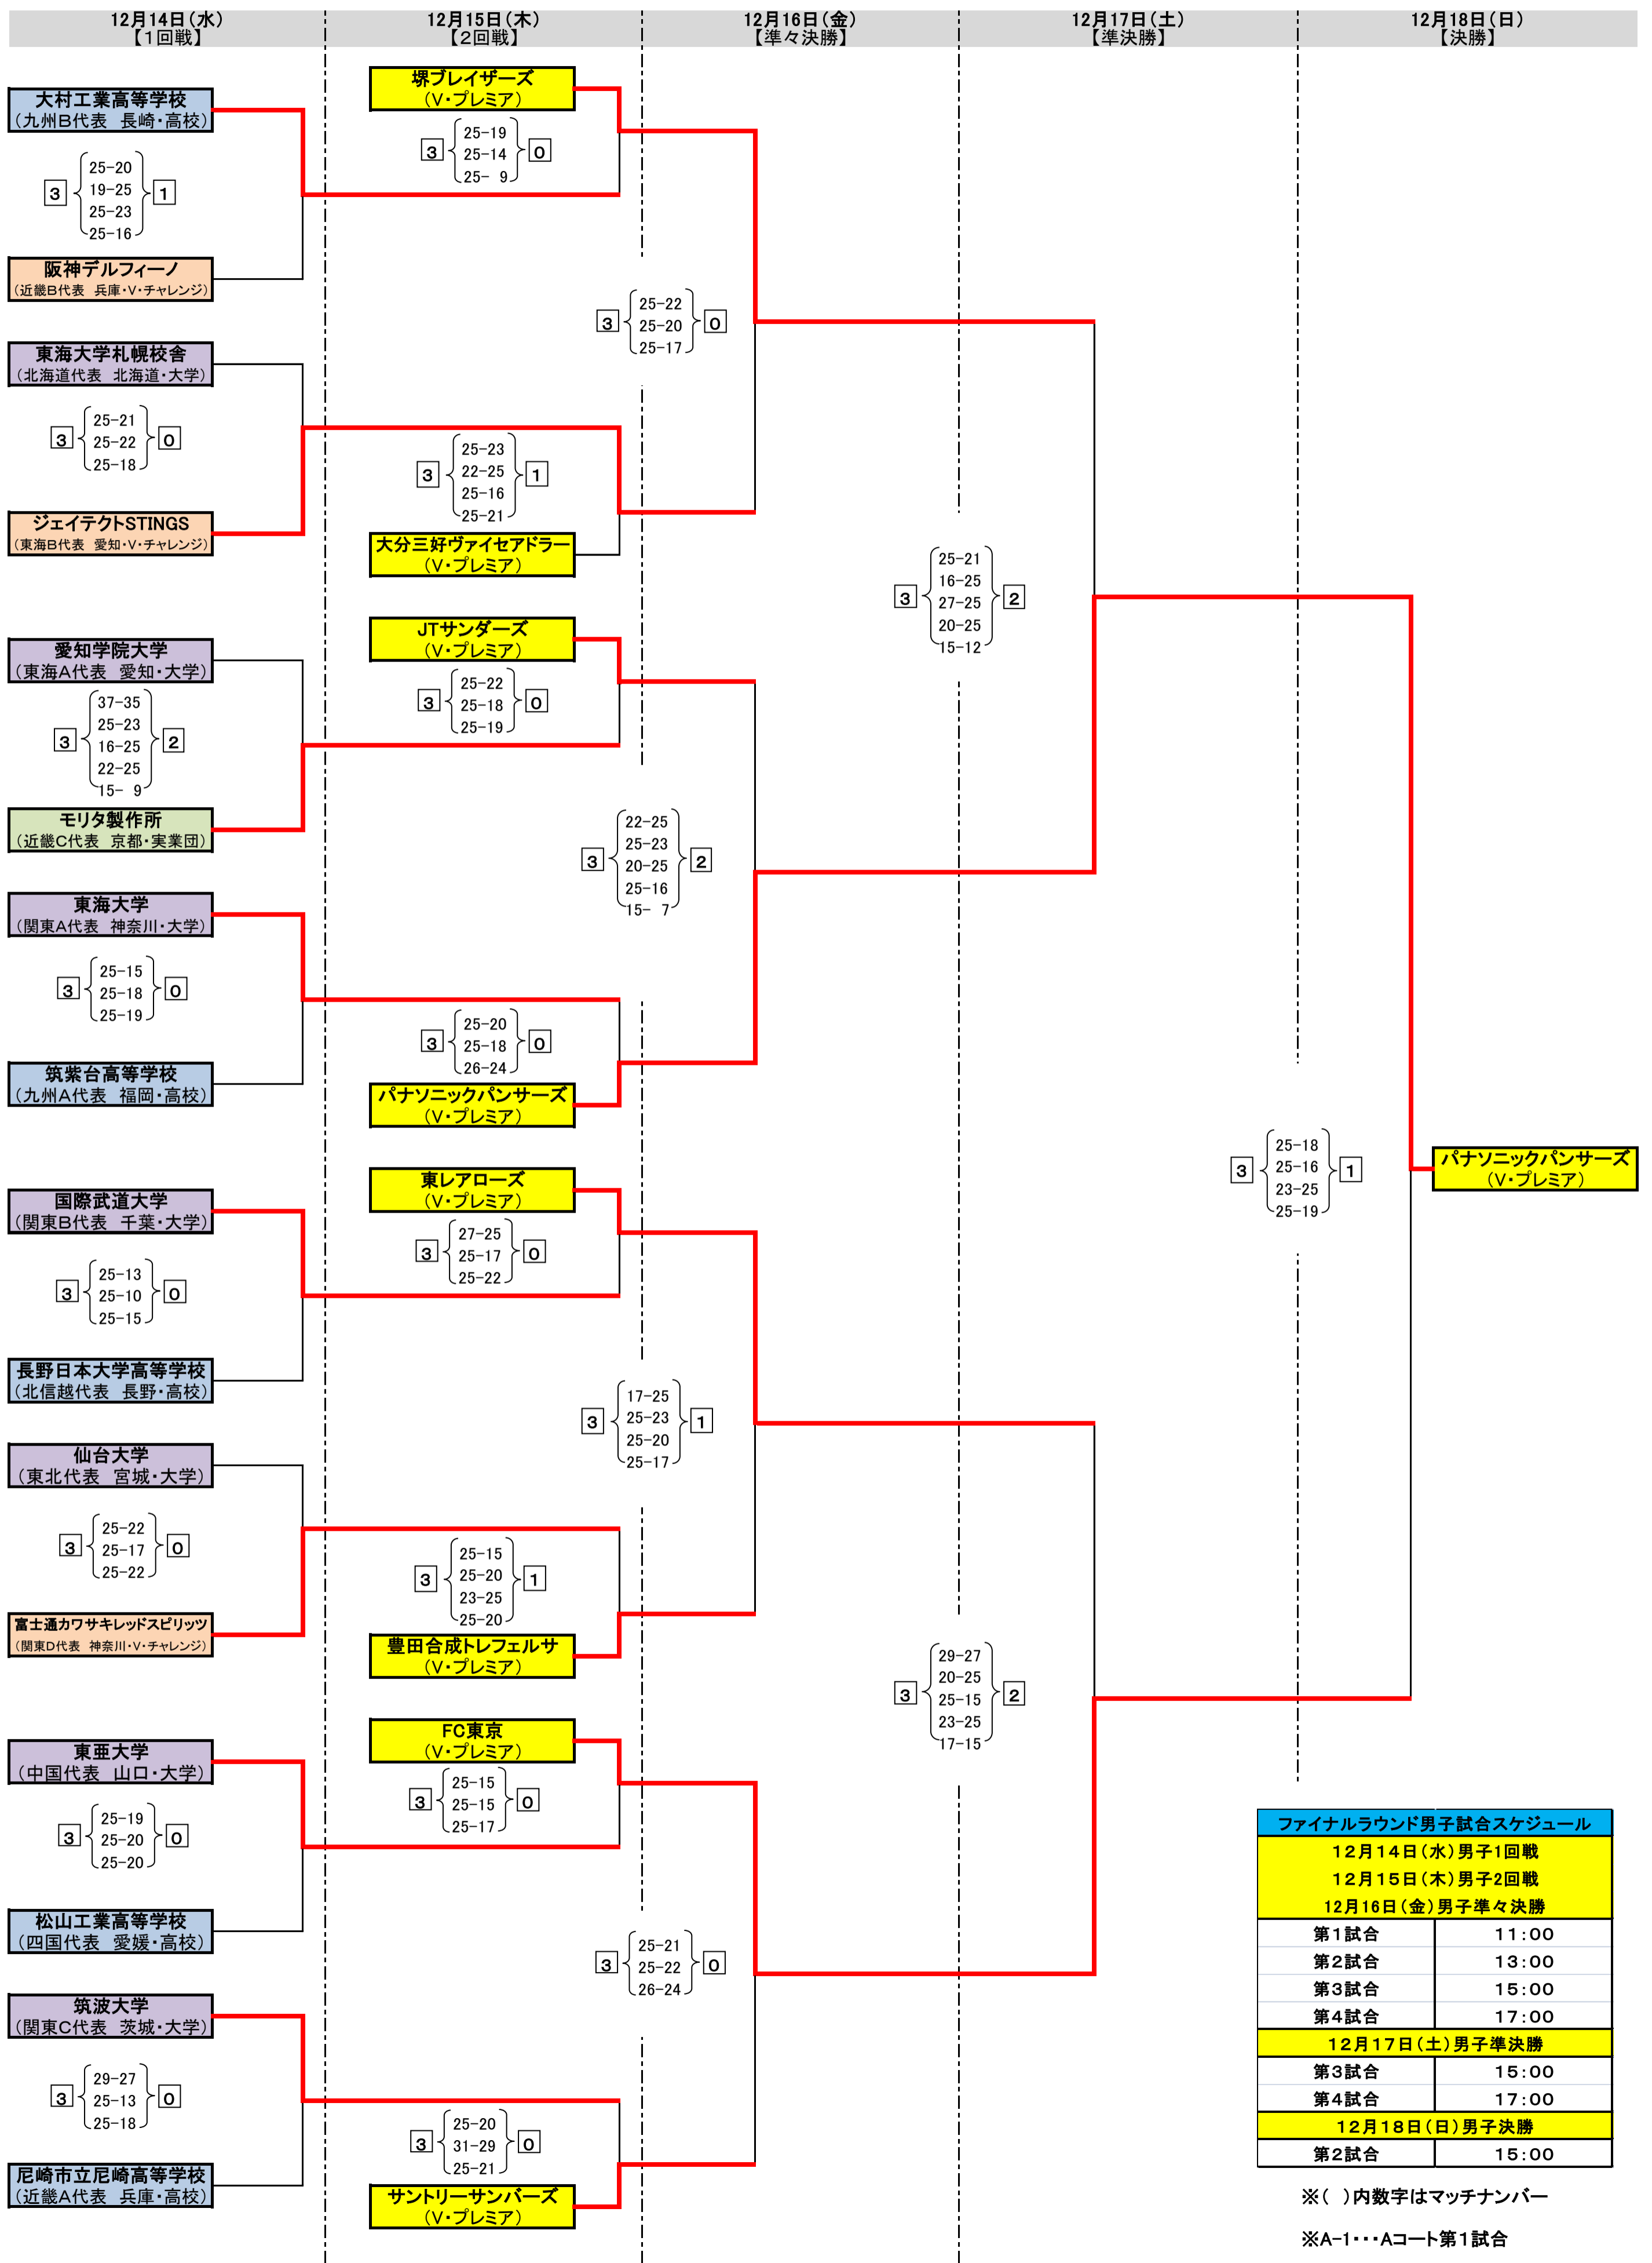 12月14日（水）
【１回戦】
12月15日（木）
【２回戦】
12月16日（金）
【準々決勝】
12月17日（土）
【準決勝】
12月18日（日）
【決勝】
大村工業高等学校
（九州B代表　長崎・高校）
3
25-20
19-25
25-23
25-16
1
阪神デルフィーノ
（近畿B代表　兵庫・V・チャレンジ）
東海大学札幌校舎
（北海道代表　北海道・大学）
3
25-21
25-22
25-18
0
ジェイテクトSTINGS
（東海B代表　愛知・V・チャレンジ）
愛知学院大学
（東海A代表　愛知・大学）
3
37-35
25-23
16-25
22-25
15- 9
2
モリタ製作所
（近畿C代表　京都・実業団）
東海大学
（関東A代表　神奈川・大学）
3
25-15
25-18
25-19
0
筑紫台高等学校
（九州A代表　福岡・高校）
国際武道大学
（関東B代表　千葉・大学）
3
25-13
25-10
25-15
0
長野日本大学高等学校
（北信越代表　長野・高校）
仙台大学
（東北代表　宮城・大学）
3
25-22
25-17
25-22
0
富士通カワサキレッドスピリッツ
（関東D代表　神奈川・V・チャレンジ）
東亜大学
（中国代表　山口・大学）
3
25-19
25-20
25-20
0
松山工業高等学校
（四国代表　愛媛・高校）
筑波大学
（関東C代表　茨城・大学）
3
29-27
25-13
25-18
0
尼崎市立尼崎高等学校
（近畿A代表　兵庫・高校）
堺ブレイザーズ
（V・プレミア）
3
25-19
25-14
25- 9
0
3
25-23
22-25
25-16
25-21
1
大分三好ヴァイセアドラー
（V・プレミア）
JTサンダーズ
（V・プレミア）
3
25-22
25-18
25-19
0
3
25-20
25-18
26-24
0
パナソニックパンサーズ
（V・プレミア）
東レアローズ
（V・プレミア）
3
27-25
25-17
25-22
0
3
25-15
25-20
23-25
25-20
1
豊田合成トレフェルサ
（V・プレミア）
FC東京
（V・プレミア）
3
25-15
25-15
25-17
0
3
25-20
31-29
25-21
0
サントリーサンバーズ
（V・プレミア）
3
25-22
25-20
25-17
0
3
22-25
25-23
20-25
25-16
15- 7
2
3
17-25
25-23
25-20
25-17
1
3
25-21
25-22
26-24
0
3
25-21
16-25
27-25
20-25
15-12
2
3
29-27
20-25
25-15
23-25
17-15
2
3
25-18
25-16
23-25
25-19
1
パナソニックパンサーズ
（V・プレミア）
ファイナルラウンド男子試合スケジュール
１２月１４日（水）男子1回戦
１２月１５日（木）男子2回戦
12月16日（金）男子準々決勝
第１試合　１１：００
第２試合　１３：００
第３試合　１５：００
第４試合　１７：００
１２月１７日（土）男子準決勝
第３試合　１５：００
第４試合　１７：００
１２月１８日（日）男子決勝
第２試合　１５：００
※（　）内数字はマッチナンバー
※A-1・・・Aコート第１試合